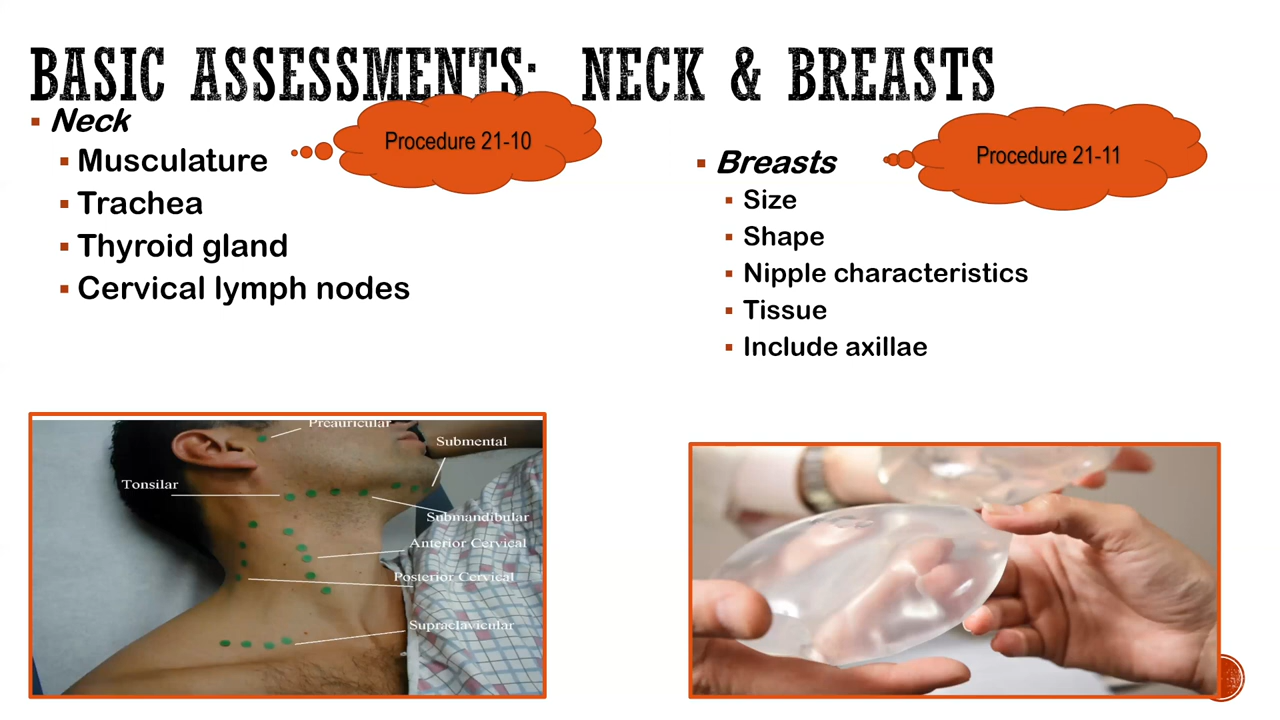 BASIC ASSESSMENTS: NECK & BREASTS
Neck
Musculature
Trachea
Thyroid gland
Cervical lymph nodes
Procedure 21-10
Breasts
Size
Shape
Nipple characteristics
Tissue
Include axillae
Procedure 21-11
Preauricular
Submental
Tonsilar
Submandibular
Anterior Cervical
Posterior Cervical
Supraclavicular